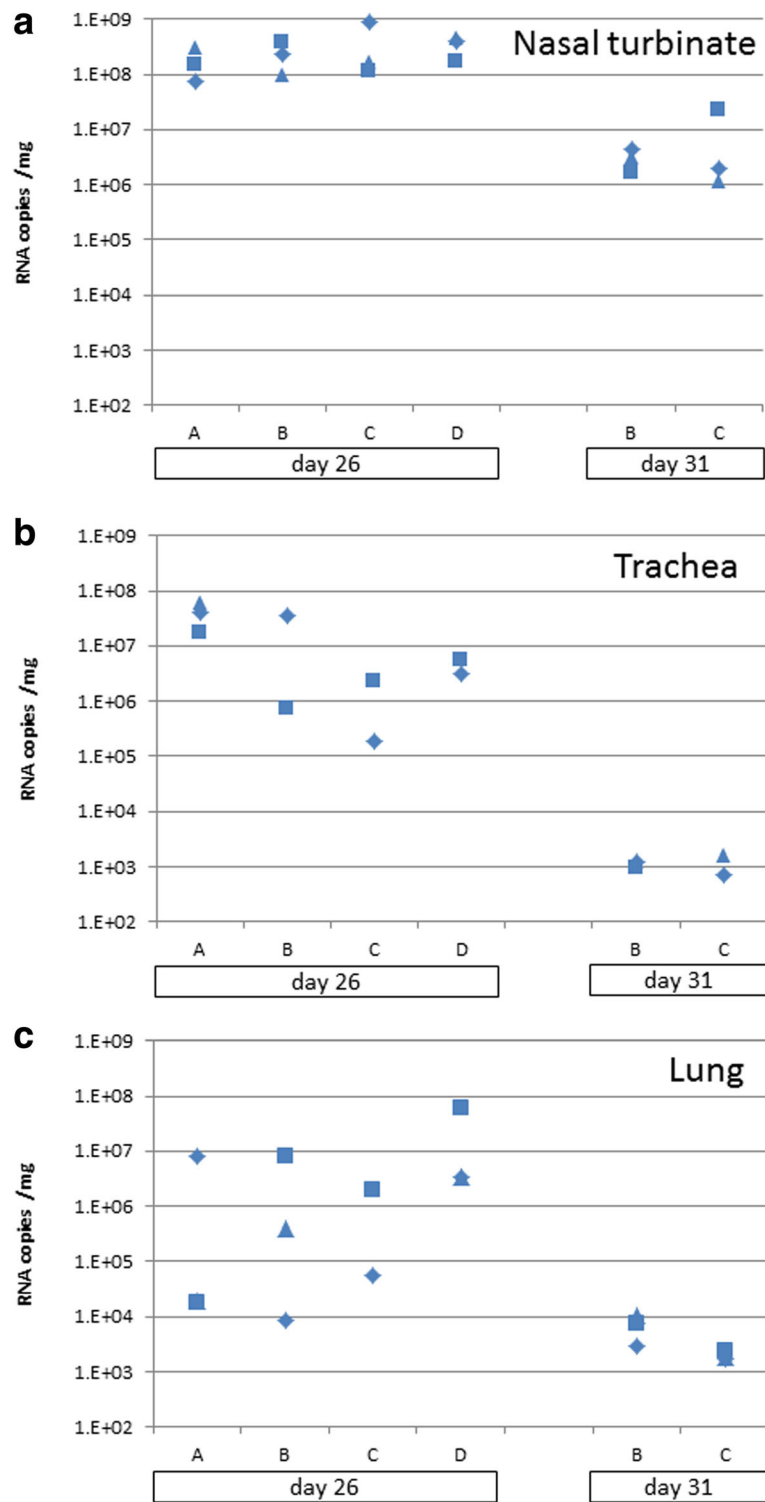 a
Nasal turbinate
RNA copies /mg
1.E+09
1.E+08
1.E+07
1.E+06
1.E+05
1.E+04
1.E+03
1.E+02
A B C D B C
day 26 day 31
b
Trachea
RNA copies /mg
1.E+09
1.E+08
1.E+07
1.E+06
1.E+05
1.E+04
1.E+03
1.E+02
A B C D B C
day 26 day 31
c
Lung
RNA copies /mg
1.E+09
1.E+08
1.E+07
1.E+06
1.E+05
1.E+04
1.E+03
1.E+02
A B C D B C
day 26 day 31